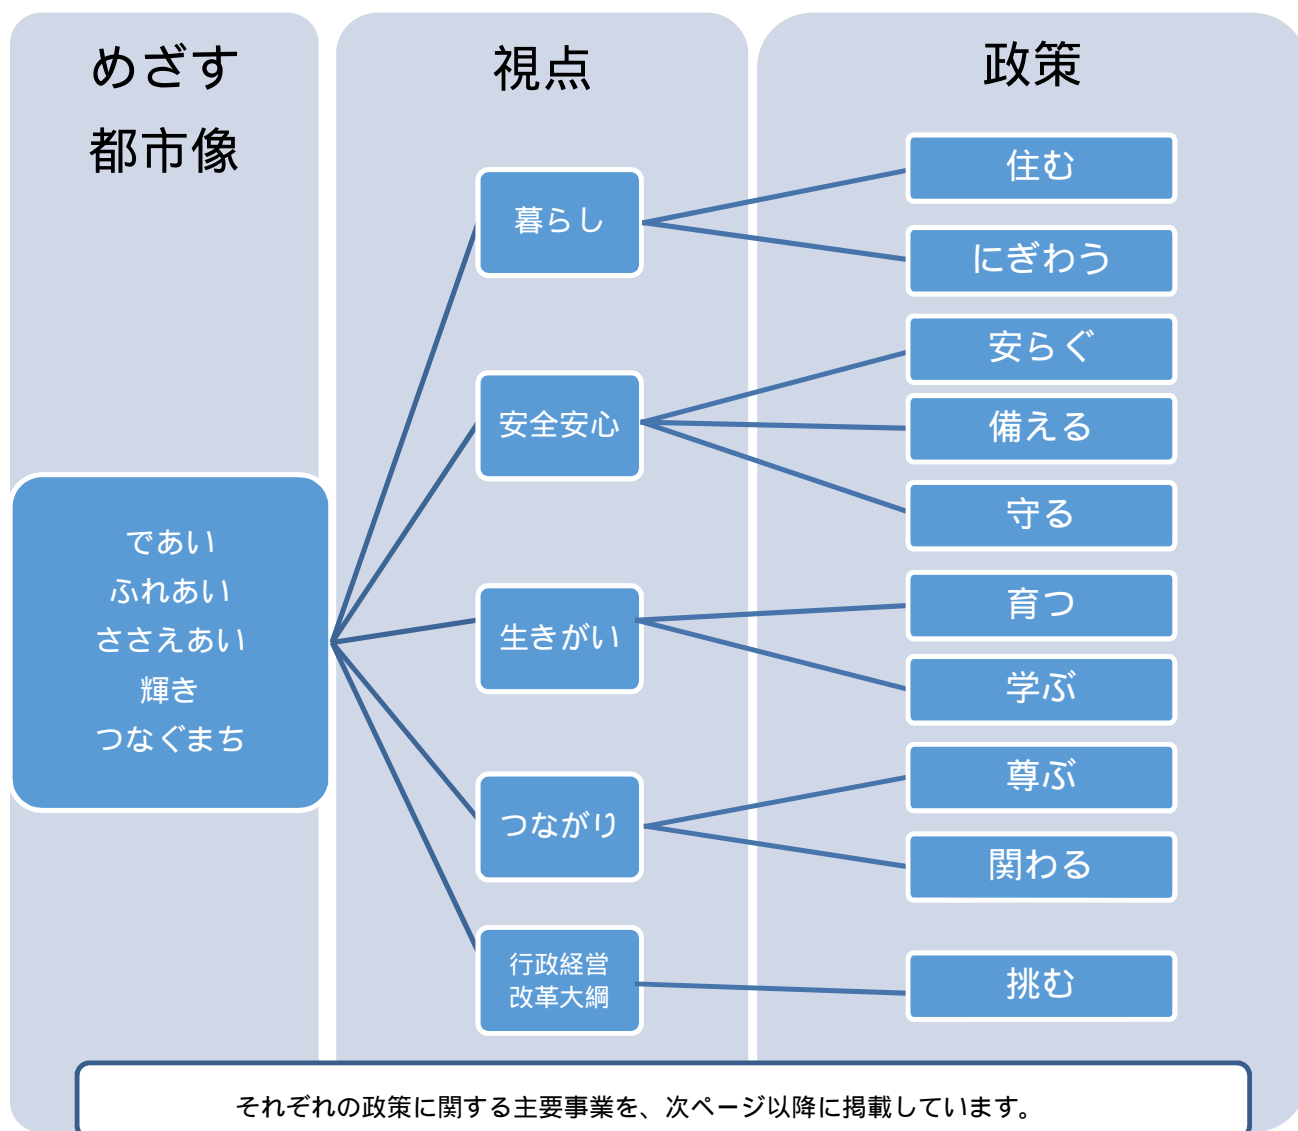 めざす
都市像
視点
政策
であい
ふれあい
ささえあい
輝き
つなぐまち
暮らし
安全安心
生きがい
つながり
行政経営
改革大綱
住む
にぎわう
安らぐ
備える
守る
育つ
学ぶ
尊ぶ
関わる
挑む
それぞれの政策に関する主要事業を、次ページ以降に掲載しています。